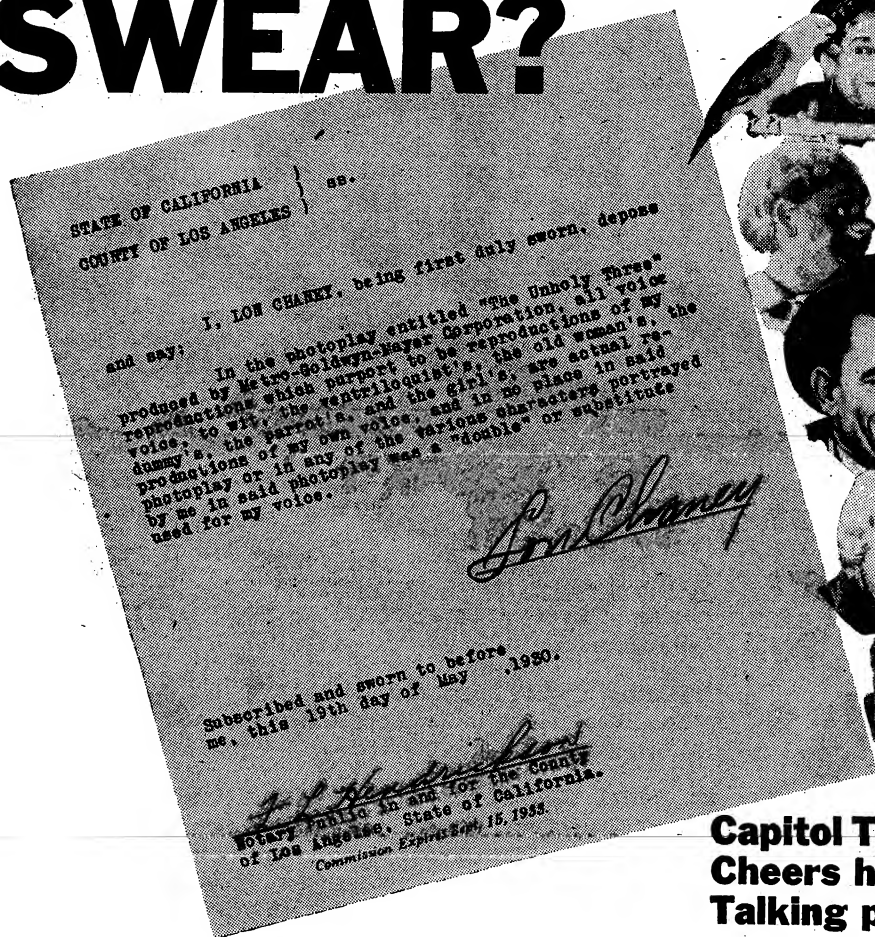 SWEAR?
STATE OF CALIFORNIA )
) ss.
COUNTY OF LOS ANGELES )
I, LON CHANEY, being first duly sworn, depose
and say:
In the photoplay entitled "The Unholy Three"
produced by Metro-Goldwyn-Mayer Corporation, all voice
reproductions which purport to be reproductions of my
voice, to wit, the ventriloquist's, the old woman's, the
dummy's, the parrot's, and the girl's, are actual re-
productions of my own voice, and in no place in said
photoplay or in any of the various characters portrayed
by me in said photoplay was a "double" or substitute
used for my voice.
Lon Chaney
Subscribed and sworn to before
me, this 19th day of May ,1930.
F L Hendrickson
Notary Public in and for the County
of Los Angeles, State of California.
Commission Expires Sept. 15, 1933.
Capitol T
Cheers h
Talking p